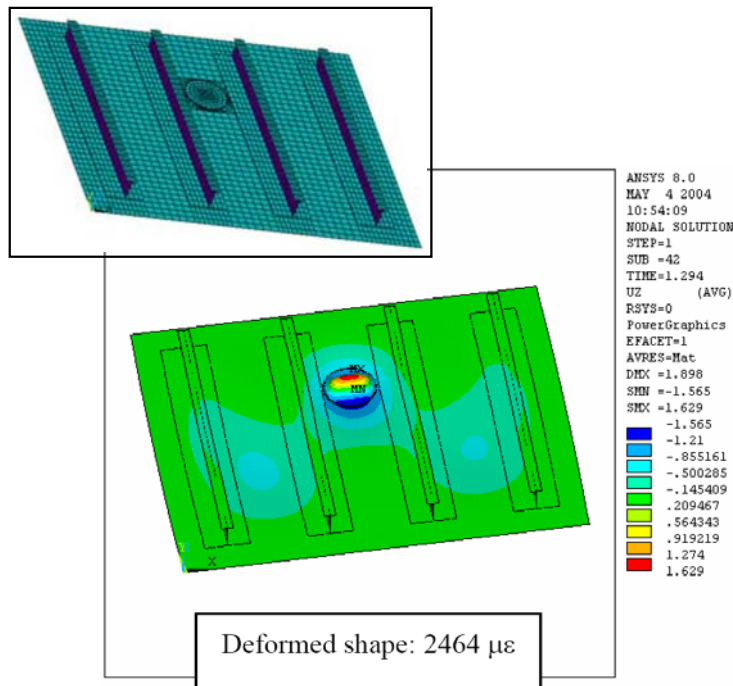 ANSYS 8.0
MAY 4 2004
10:54:09
NODAL SOLUTION
STEP=1
SUB =42
TIME=1.294
UZ (AVG)
RSYS=0
PowerGraphics
EFACET=1
AVRES=Mat
DMX =1.898
SMN =-1.565
SMX =1.629
-1.565
-1.21
-.855161
-.500285
-.145409
.209467
.564343
.919219
1.274
1.629
MX
MN
X
Deformed shape: 2464 με